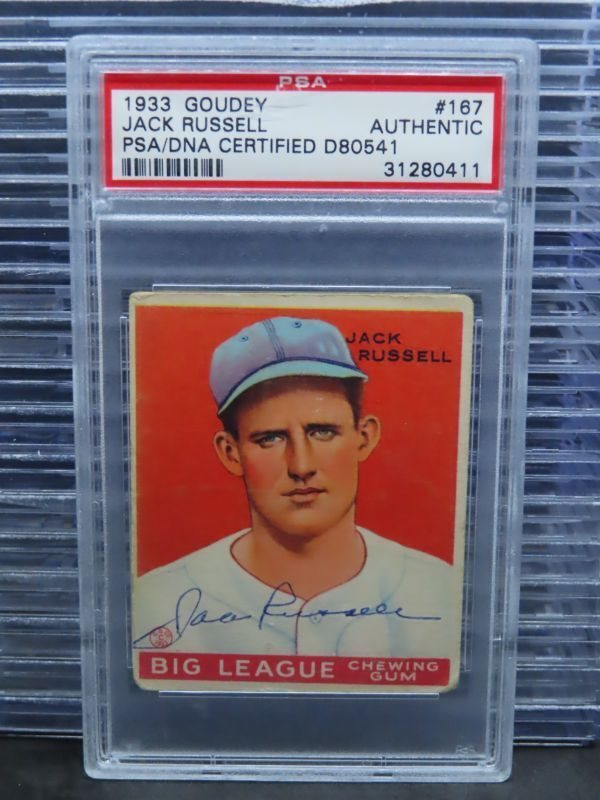 PSA
1933 GOUDEY #167
JACK RUSSELL AUTHENTIC
PSA/DNA CERTIFIED D80541
31280411
JACK
RUSSELL
Jack Russell
BIG LEAGUE CHEWING
GUM